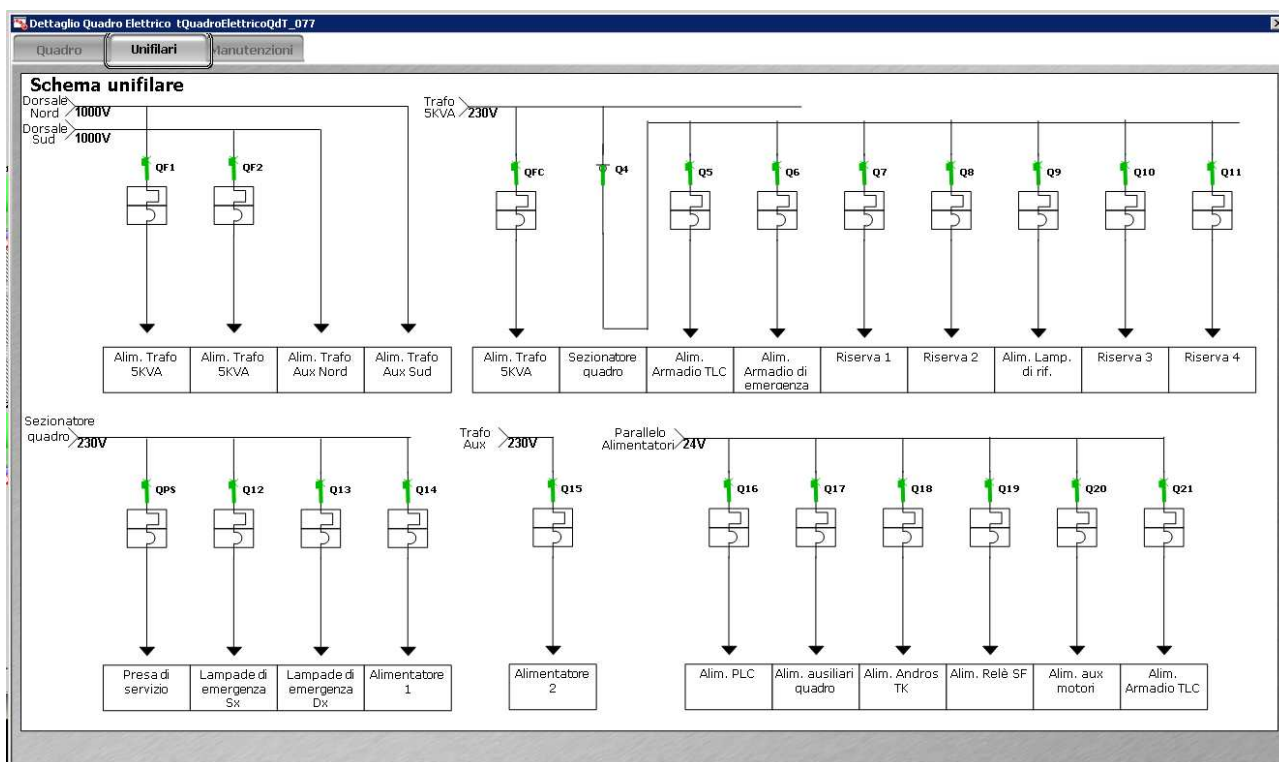 Dettaglio Quadro Elettrico tQuadroElettricoQdT_077
Quadro
Unifilari
Manutenzioni
Schema unifilare
Dorsale
Nord
1000V
Dorsale
Sud
1000V
QF1
QF2
Alim. Trafo
5KVA
Alim. Trafo
5KVA
Alim. Trafo
Aux Nord
Alim. Trafo
Aux Sud
Trafo
5KVA
230V
QFC
Q4
Q5
Q6
Q7
Q8
Q9
Q10
Q11
Alim. Trafo
5KVA
Sezionatore
quadro
Alim.
Armadio TLC
Alim.
Armadio di
emergenza
Riserva 1
Riserva 2
Alim. Lamp.
di rif.
Riserva 3
Riserva 4
Sezionatore
quadro
230V
QPS
Q12
Q13
Q14
Presa di
servizio
Lampade di
emergenza
Sx
Lampade di
emergenza
Dx
Alimentatore
1
Trafo
Aux
230V
Q15
Alimentatore
2
Parallelo
Alimentatori
24V
Q16
Q17
Q18
Q19
Q20
Q21
Alim. PLC
Alim. ausiliari
quadro
Alim. Andros
TK
Alim. Relè SF
Alim. aux
motori
Alim.
Armadio TLC